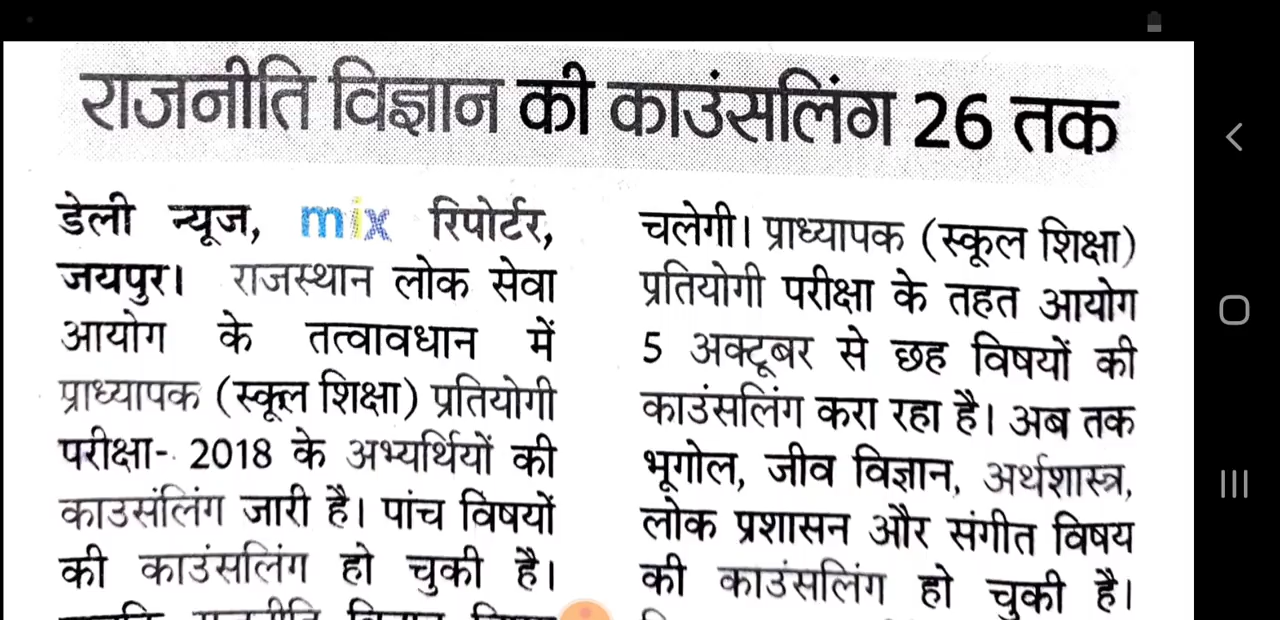 राजनीति विज्ञान की काउंसलिंग 26 तक
डेली न्यूज, mix रिपोर्टर,
जयपुर। राजस्थान लोक सेवा
आयोग के तत्वावधान में
प्राध्यापक (स्कूल शिक्षा) प्रतियोगी
परीक्षा- 2018 के अभ्यर्थियों की
काउसंलिंग जारी है। पांच विषयों
की काउंसलिंग हो चुकी है।
राजनीति विज्ञान
चलेगी। प्राध्यापक (स्कूल शिक्षा)
प्रतियोगी परीक्षा के तहत आयोग
5 अक्टूबर से छह विषयों की
काउंसलिंग करा रहा है। अब तक
भूगोल, जीव विज्ञान, अर्थशास्त्र,
लोक प्रशासन और संगीत विषय
की काउंसलिंग हो चुकी है।